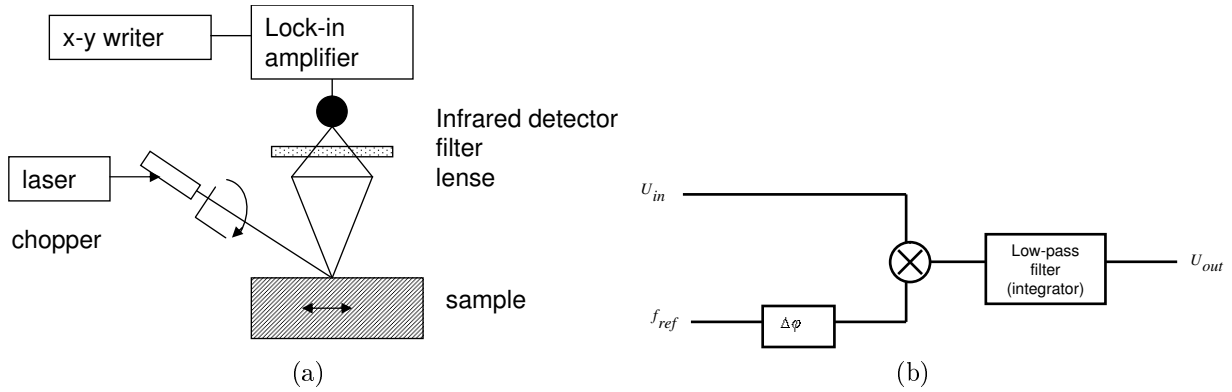 x-y writer
Lock-in
amplifier
Infrared detector
filter
lense
laser
chopper
sample
(a)
U_in
Low-pass
filter
(integrator)
U_out
f_ref
Δφ
(b)